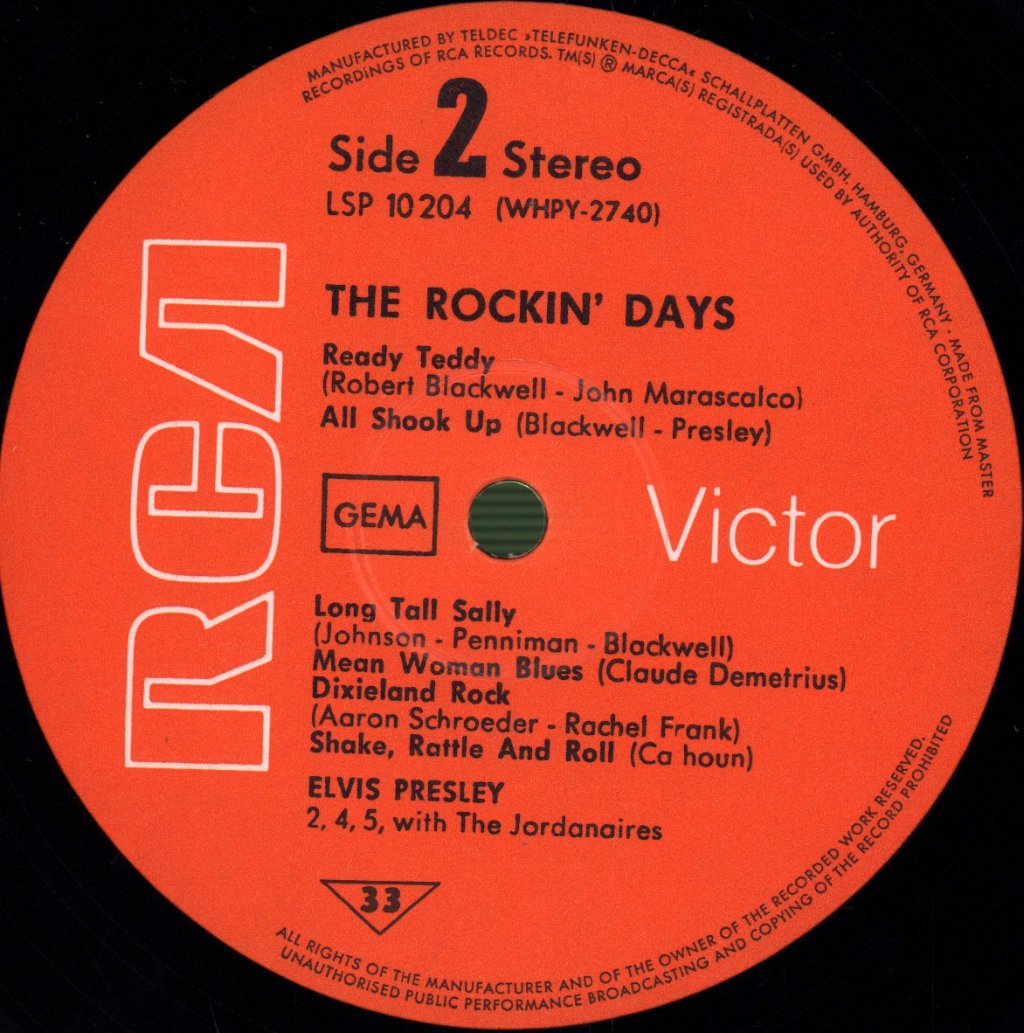 MANUFACTURED BY TELDEC »TELEFUNKEN-DECCA« SCHALLPLATTEN GMBH. HAMBURG, GERMANY · MADE FROM MASTER
RECORDINGS OF RCA RECORDS. TM(S) ® MARCA(S) REGISTRADA(S) USED BY AUTHORITY OF RCA CORPORATION
Side 2 Stereo
LSP 10 204 (WHPY-2740)
RCA
THE ROCKIN' DAYS
Ready Teddy
(Robert Blackwell - John Marascalco)
All Shook Up (Blackwell - Presley)
GEMA
Victor
Long Tall Sally
(Johnson - Penniman - Blackwell)
Mean Woman Blues (Claude Demetrius)
Dixieland Rock
(Aaron Schroeder - Rachel Frank)
Shake, Rattle And Roll (Ca houn)
ELVIS PRESLEY
2, 4, 5, with The Jordanaires
33
ALL RIGHTS OF THE MANUFACTURER AND OF THE OWNER OF THE RECORDED WORK RESERVED.
UNAUTHORISED PUBLIC PERFORMANCE BROADCASTING AND COPYING OF THE RECORD PROHIBITED